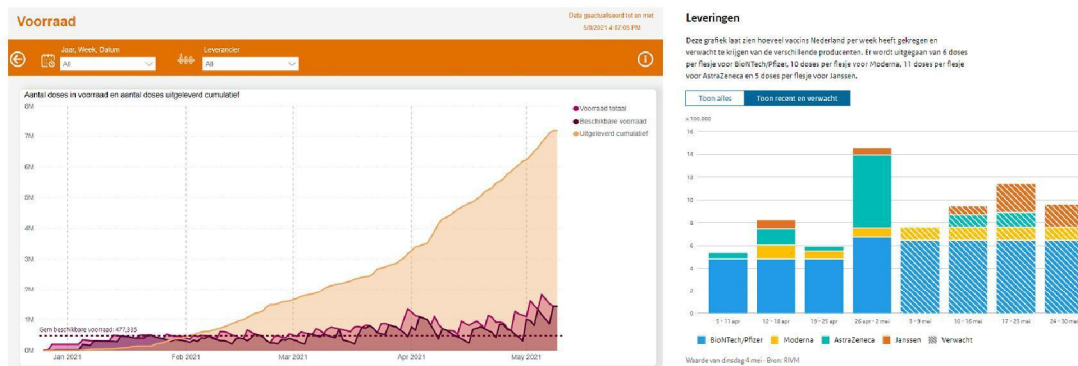 Voorraad
Data geactualiseerd tot en met
5/8/2021 4:07:05 PM
Jaar, Week, Datum
All
Leverancier
All
Aantal doses in voorraad en aantal doses uitgeleverd cumulatief
8M
7M
6M
5M
4M
3M
2M
1M
0M
Gem beschikbare voorraad: 477,335
Jan 2021
Feb 2021
Mar 2021
Apr 2021
May 2021
Voorraad totaal
Beschikbare voorraad
Uitgeleverd cumulatief
Leveringen
Deze grafiek laat zien hoeveel vaccins Nederland per week heeft gekregen en
verwacht te krijgen van de verschillende producenten. Er wordt uitgegaan van 6 doses
per flesje voor BioNTech/Pfizer, 10 doses per flesje voor Moderna, 11 doses per flesje
voor AstraZeneca en 5 doses per flesje voor Janssen.
Toon alles
Toon recent en verwacht
x 100.000
16
14
12
10
8
6
4
2
0
5 - 11 apr
12 - 18 apr
19 - 25 apr
26 apr - 2 mei
3 - 9 mei
10 - 16 mei
17 - 23 mei
24 - 30 mei
BioNTech/Pfizer
Moderna
AstraZeneca
Janssen
Verwacht
Waarde van dinsdag 4 mei · Bron: RIVM